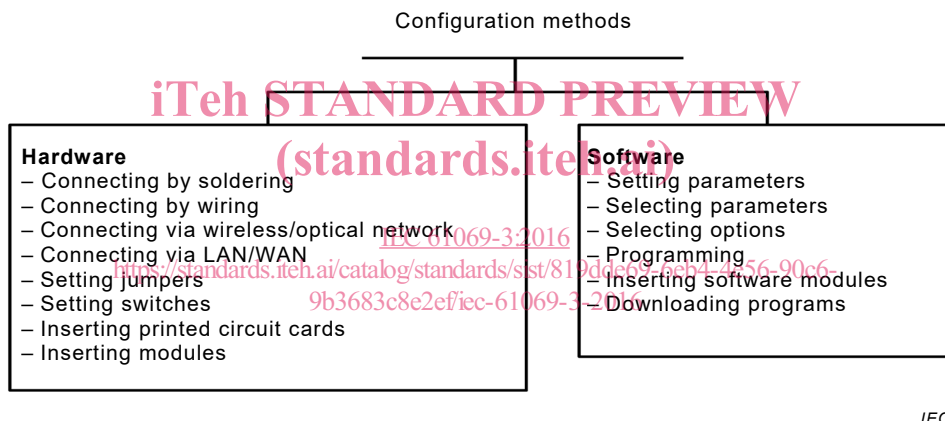 Configuration methods
iTeh STANDARD PREVIEW
(standards.iteh.ai)
Hardware
– Connecting by soldering
– Connecting by wiring
– Connecting via wireless/optical network
– Connecting via LAN/WAN
– Setting jumpers
– Setting switches
– Inserting printed circuit cards
– Inserting modules
Software
– Setting parameters
– Selecting parameters
– Selecting options
– Programming
– Inserting software modules
– Downloading programs
IEC 61069-3:2016
https://standards.iteh.ai/catalog/standards/sist/819dde69-6eb4-4e56-90c6-
9b3683c8e2ef/iec-61069-3-2016
IEC